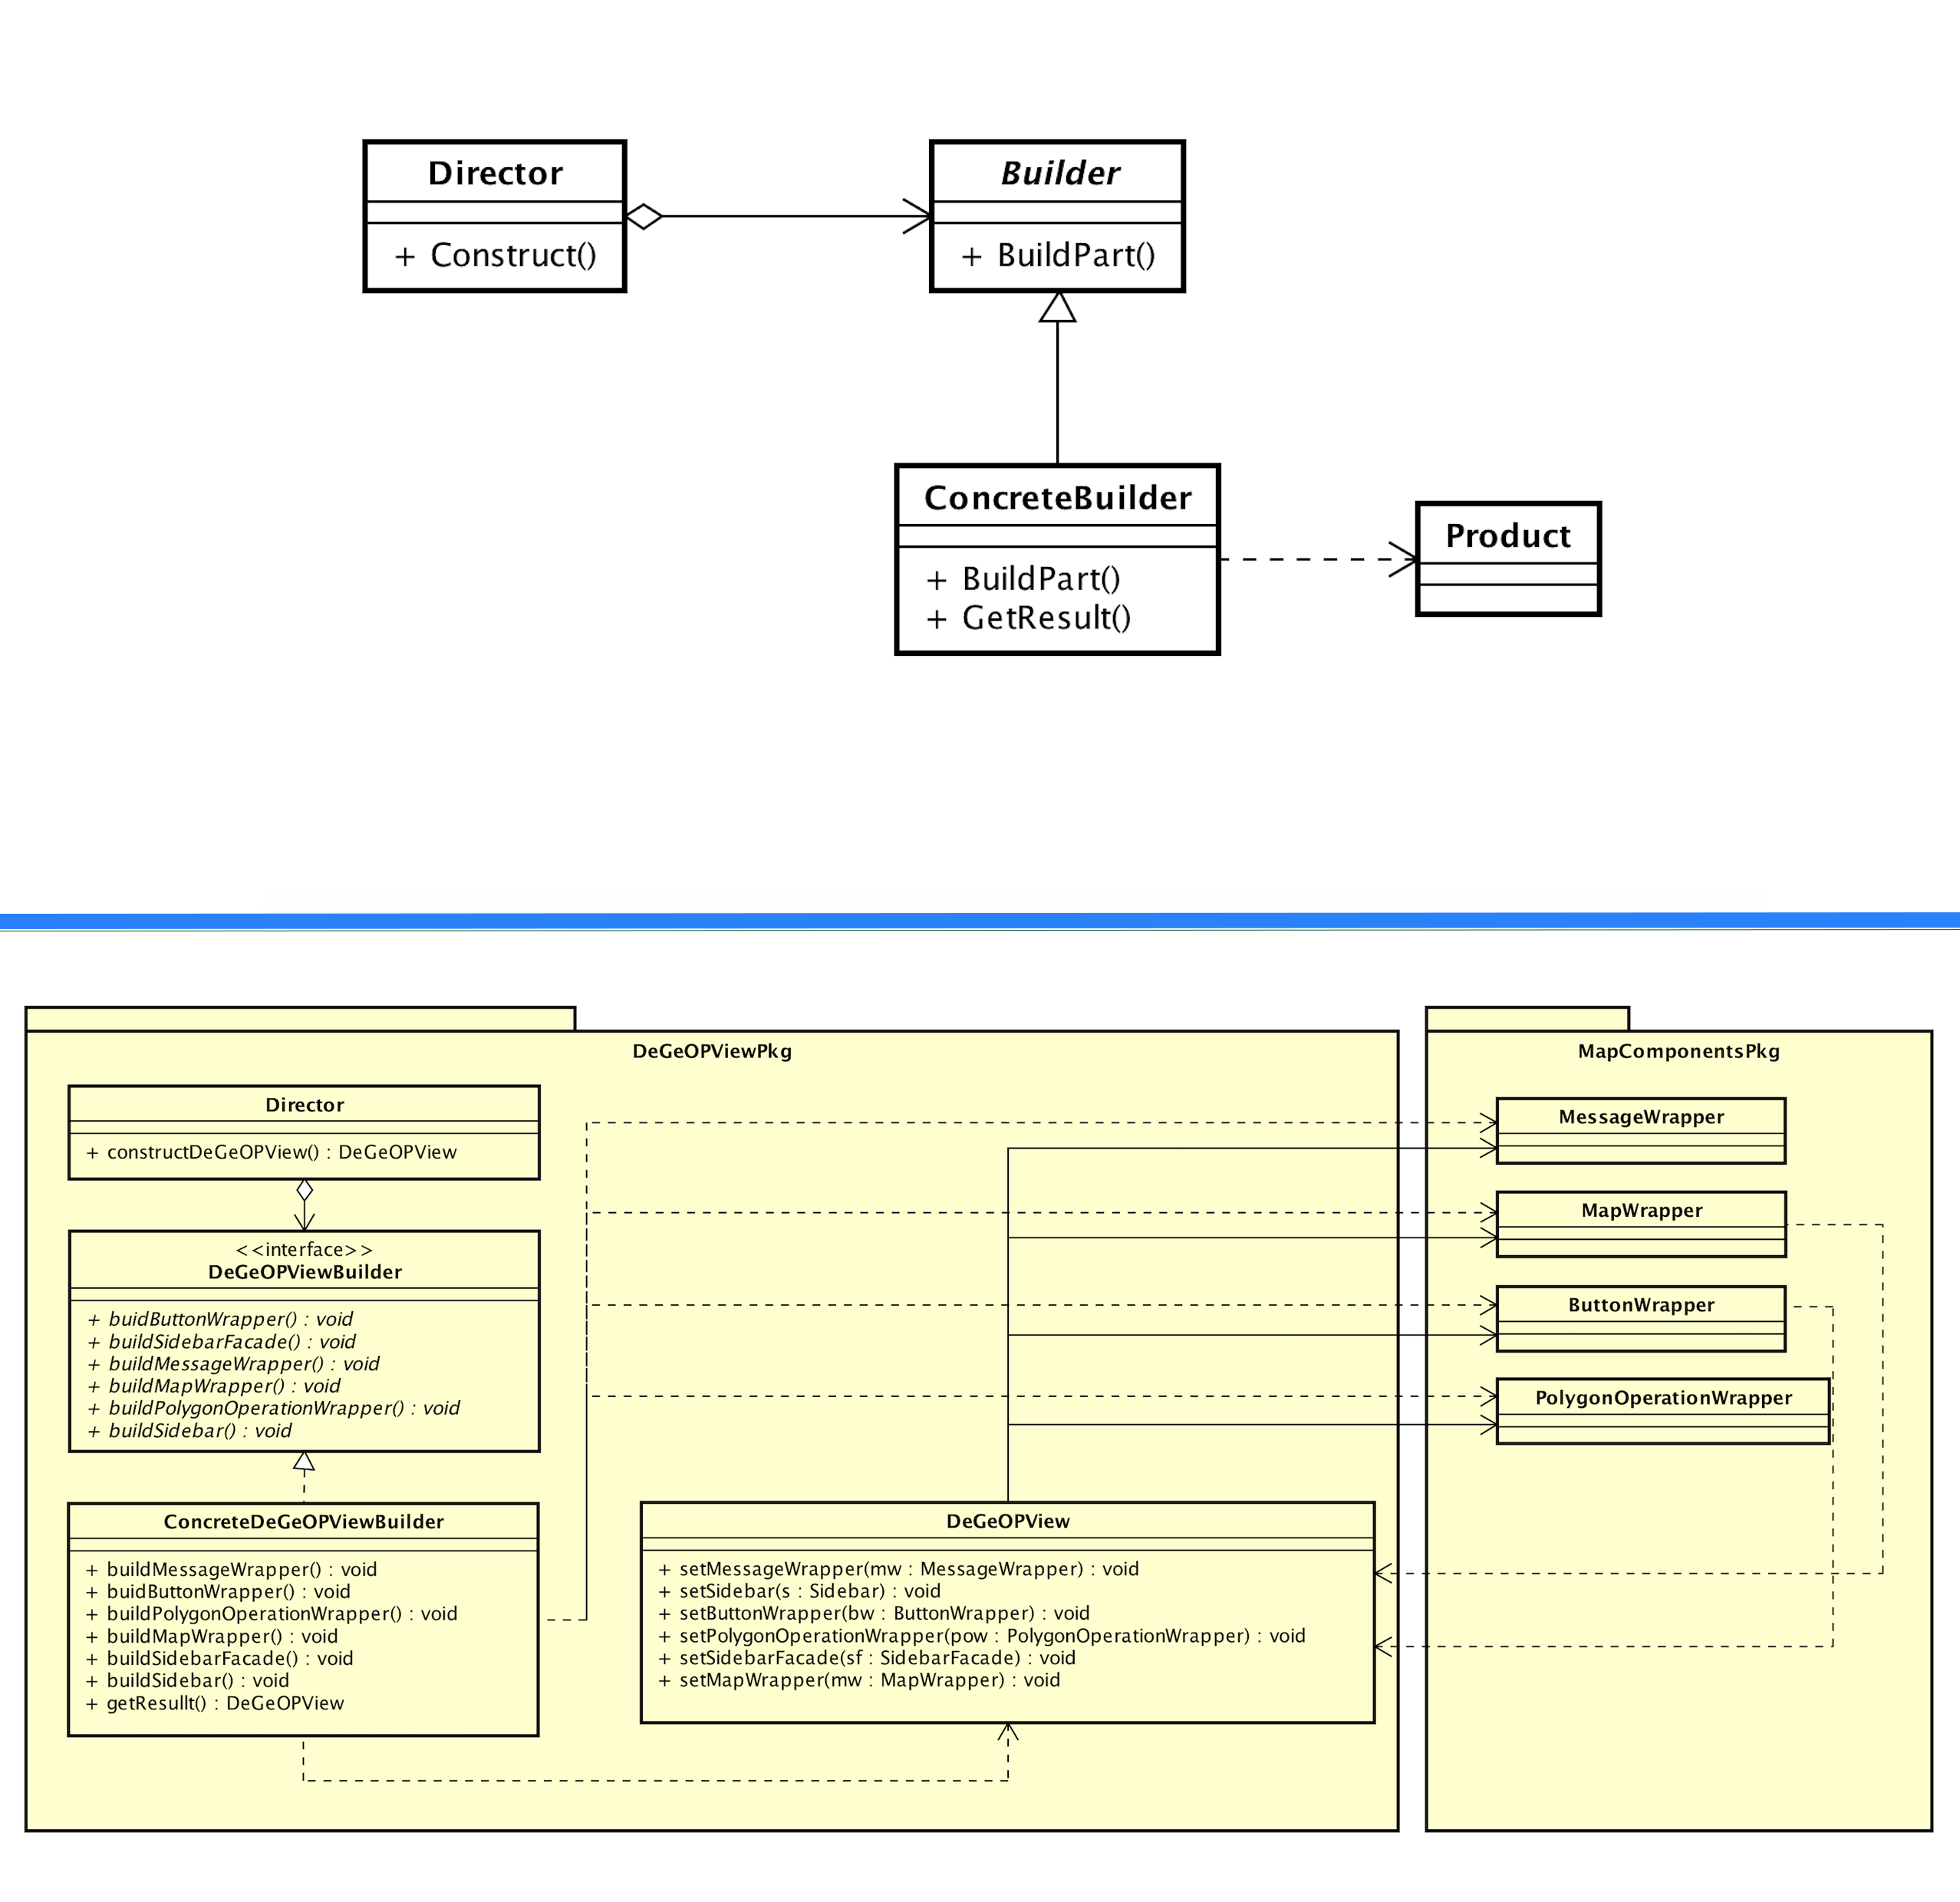 Director
+ Construct()
Builder
+ BuildPart()
ConcreteBuilder
+ BuildPart()
+ GetResult()
Product
DeGeOPViewPkg
Director
+ constructDeGeOPView() : DeGeOPView
<<interface>>
DeGeOPViewBuilder
+ buidButtonWrapper() : void
+ buildSidebarFacade() : void
+ buildMessageWrapper() : void
+ buildMapWrapper() : void
+ buildPolygonOperationWrapper() : void
+ buildSidebar() : void
ConcreteDeGeOPViewBuilder
+ buildMessageWrapper() : void
+ buidButtonWrapper() : void
+ buildPolygonOperationWrapper() : void
+ buildMapWrapper() : void
+ buildSidebarFacade() : void
+ buildSidebar() : void
+ getResullt() : DeGeOPView
DeGeOPView
+ setMessageWrapper(mw : MessageWrapper) : void
+ setSidebar(s : Sidebar) : void
+ setButtonWrapper(bw : ButtonWrapper) : void
+ setPolygonOperationWrapper(pow : PolygonOperationWrapper) : void
+ setSidebarFacade(sf : SidebarFacade) : void
+ setMapWrapper(mw : MapWrapper) : void
MapComponentsPkg
MessageWrapper
MapWrapper
ButtonWrapper
PolygonOperationWrapper